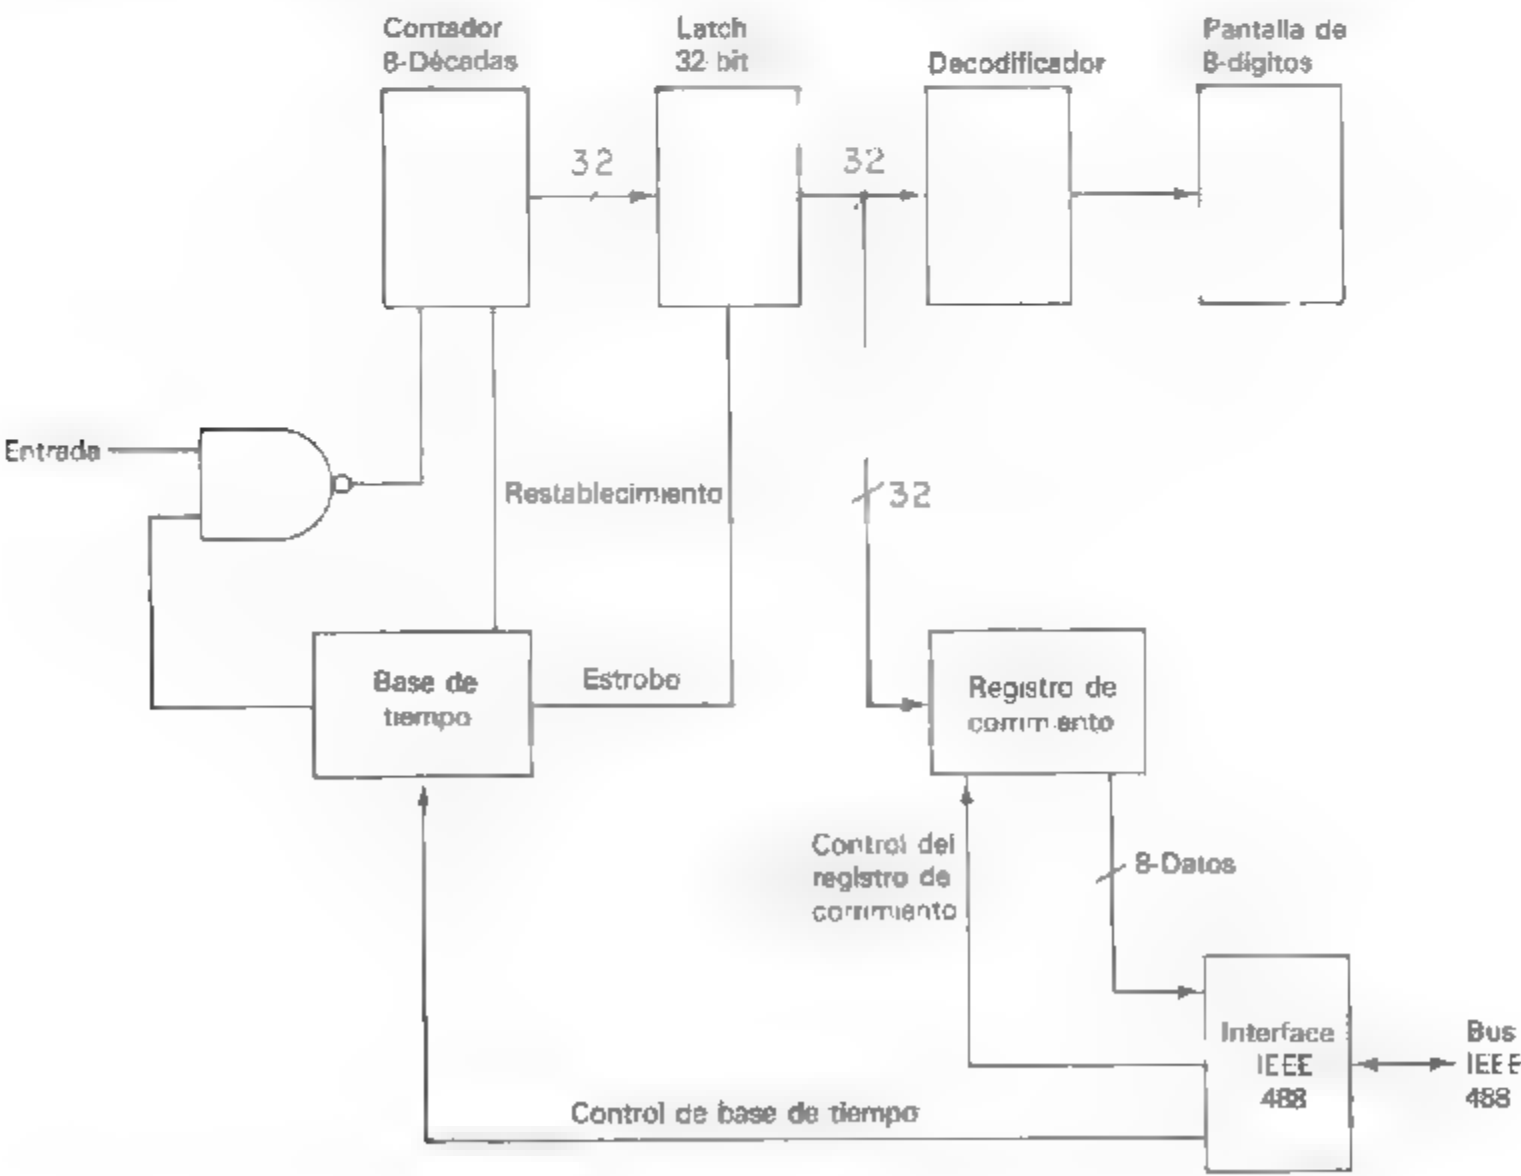 Contador
8-Décadas
Latch
32 bit
Decodificador
Pantalla de
8-dígitos
32
32
Entrada
Restablecimiento
32
Base de
tiempo
Estrobo
Registro de
corrimiento
Control del
registro de
corrimiento
8-Datos
Interface
IEEE
488
Bus
IEEE
488
Control de base de tiempo